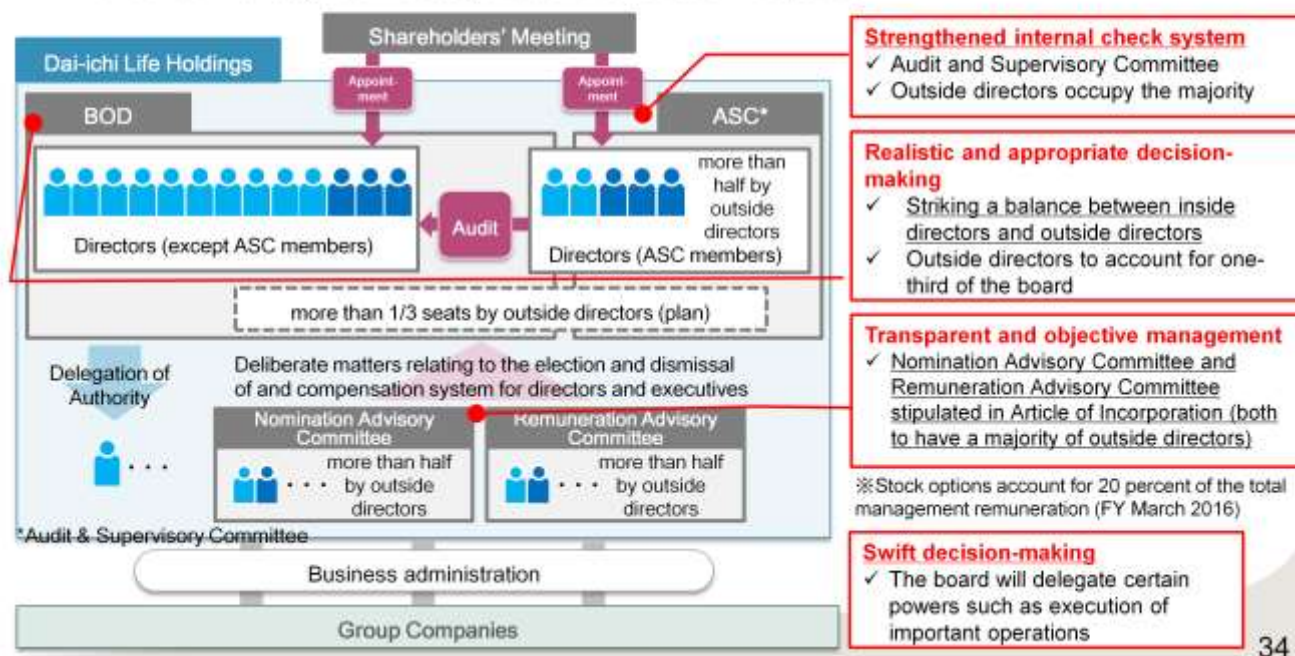 Shareholders' Meeting
Dai-ichi Life Holdings
Appoint-
ment
Appoint-
ment
BOD
ASC*
Directors (except ASC members)
Audit
more than
half by
outside
directors
Directors (ASC members)
more than 1/3 seats by outside directors (plan)
Delegation of
Authority
Deliberate matters relating to the election and dismissal
of and compensation system for directors and executives
Nomination Advisory
Committee
more than half
by outside
directors
Remuneration Advisory
Committee
more than half
by outside
directors
*Audit & Supervisory Committee
Business administration
Group Companies
Strengthened internal check system
✓ Audit and Supervisory Committee
✓ Outside directors occupy the majority
Realistic and appropriate decision-
making
✓ Striking a balance between inside
directors and outside directors
✓ Outside directors to account for one-
third of the board
Transparent and objective management
✓ Nomination Advisory Committee and
Remuneration Advisory Committee
stipulated in Article of Incorporation (both
to have a majority of outside directors)
※Stock options account for 20 percent of the total
management remuneration (FY March 2016)
Swift decision-making
✓ The board will delegate certain
powers such as execution of
important operations
34